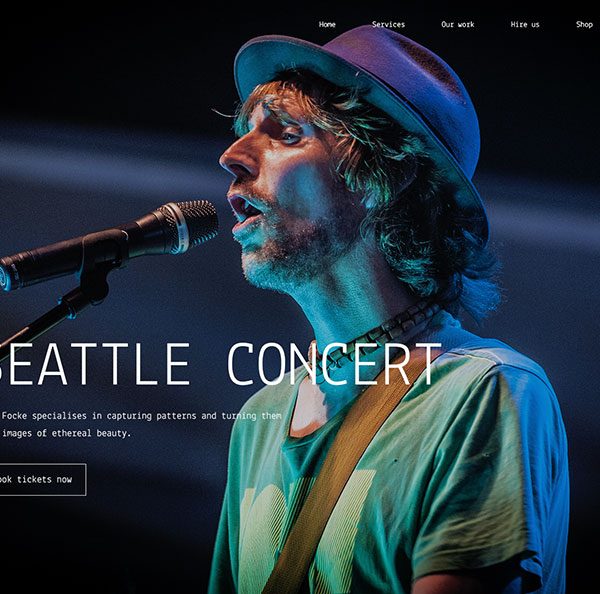 Home Services Our work Hire us Shop
SEATTLE CONCERT
Focke specialises in capturing patterns and turning them
images of ethereal beauty.
ook tickets now